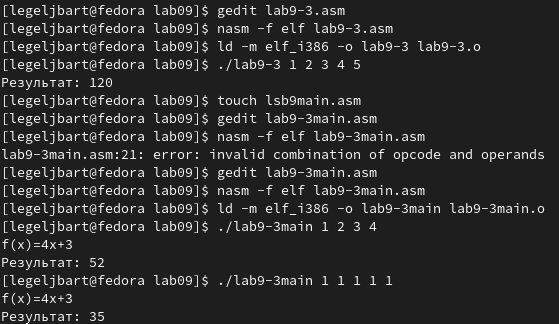 [legeljbart@fedora lab09]$ gedit lab9-3.asm
[legeljbart@fedora lab09]$ nasm -f elf lab9-3.asm
[legeljbart@fedora lab09]$ ld -m elf_i386 -o lab9-3 lab9-3.o
[legeljbart@fedora lab09]$ ./lab9-3 1 2 3 4 5
Результат: 120
[legeljbart@fedora lab09]$ touch lsb9main.asm
[legeljbart@fedora lab09]$ gedit lab9-3main.asm
[legeljbart@fedora lab09]$ nasm -f elf lab9-3main.asm
lab9-3main.asm:21: error: invalid combination of opcode and operands
[legeljbart@fedora lab09]$ gedit lab9-3main.asm
[legeljbart@fedora lab09]$ nasm -f elf lab9-3main.asm
[legeljbart@fedora lab09]$ ld -m elf_i386 -o lab9-3main lab9-3main.o
[legeljbart@fedora lab09]$ ./lab9-3main 1 2 3 4
f(x)=4x+3
Результат: 52
[legeljbart@fedora lab09]$ ./lab9-3main 1 1 1 1 1
f(x)=4x+3
Результат: 35